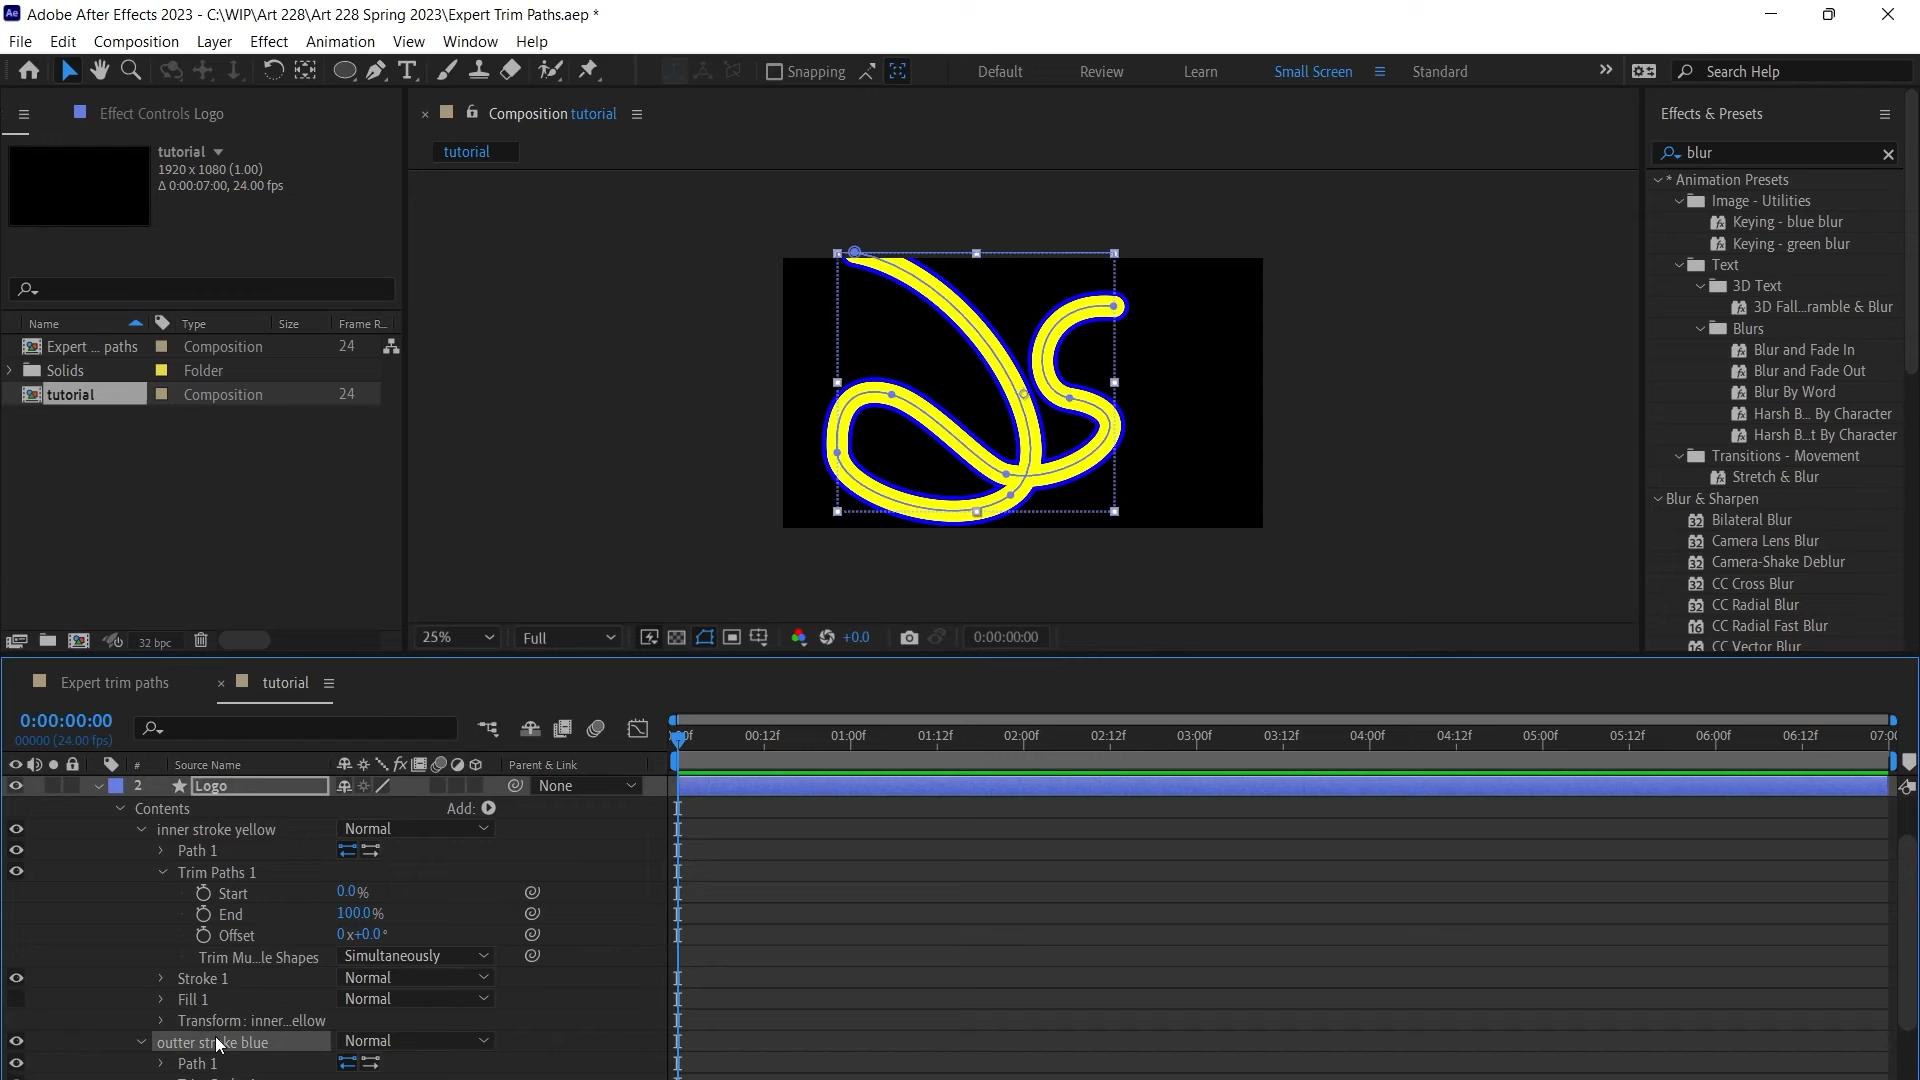 Adobe After Effects 2023 - C:\WIP\Art 228\Art 228 Spring 2023\Expert Trim Paths.aep *
File Edit Composition Layer Effect Animation View Window Help
Snapping Default Review Learn Small Screen Standard Search Help
Effect Controls Logo
Composition tutorial
Effects & Presets
tutorial
1920 x 1080 (1.00)
Δ 0:00:07:00, 24.00 fps
tutorial
blur
* Animation Presets
Image - Utilities
Keying - blue blur
Keying - green blur
Text
3D Text
3D Fall...ramble & Blur
Blurs
Blur and Fade In
Blur and Fade Out
Blur By Word
Harsh B... By Character
Harsh B...t By Character
Transitions - Movement
Stretch & Blur
Blur & Sharpen
Bilateral Blur
Camera Lens Blur
Camera-Shake Deblur
CC Cross Blur
CC Radial Blur
CC Radial Fast Blur
CC Vector Blur
Name Type Size Frame R...
Expert ... paths Composition 24
Solids Folder
tutorial Composition 24
32 bpc
25% Full +0.0 0:00:00:00
Expert trim paths tutorial
0:00:00:00
00000 (24.00 fps)
00:12f 01:00f 01:12f 02:00f 02:12f 03:00f 03:12f 04:00f 04:12f 05:00f 05:12f 06:00f 06:12f 07:00
# Source Name Parent & Link
2 Logo None
Contents Add:
inner stroke yellow Normal
Path 1
Trim Paths 1
Start 0.0%
End 100.0%
Offset 0x+0.0°
Trim Mu...le Shapes Simultaneously
Stroke 1 Normal
Fill 1 Normal
Transform: inner...ellow
outter stroke blue Normal
Path 1